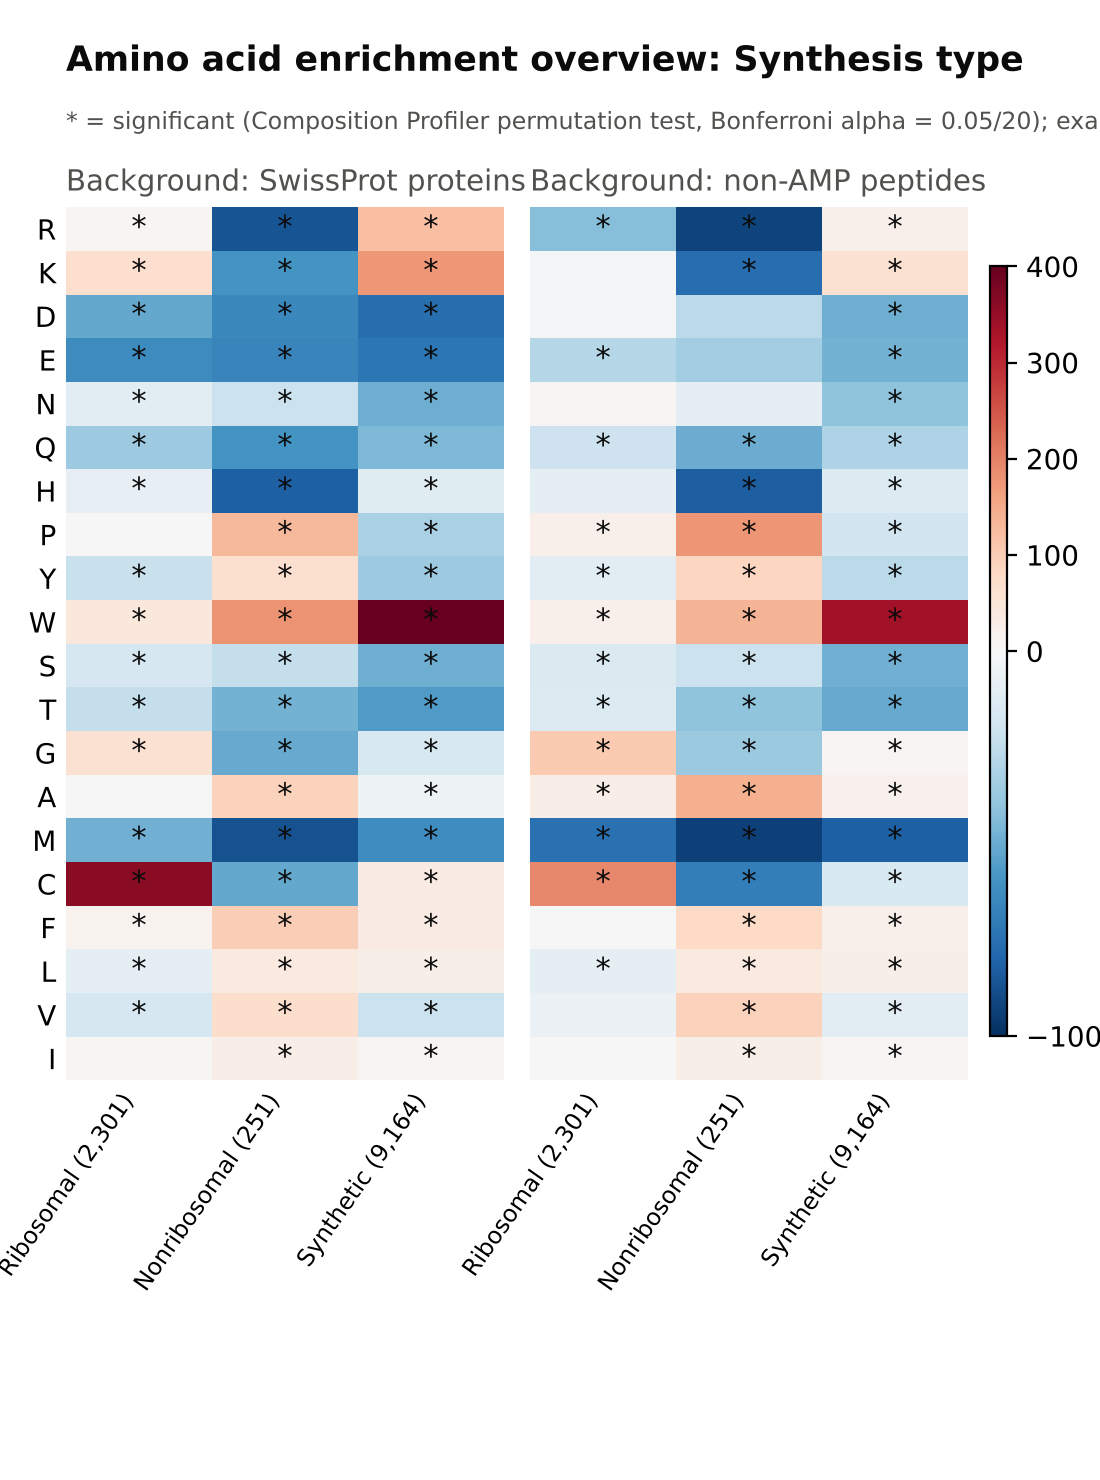 Amino acid enrichment overview: Synthesis type
* = significant (Composition Profiler permutation test, Bonferroni alpha = 0.05/20); exa
Background: SwissProt proteins Background: non-AMP peptides
R * * * * * *
K * * * * *
D * * * *
E * * * * *
N * * * *
Q * * * * * *
H * * * * *
P * * * * *
Y * * * * * *
W * * * * * *
S * * * * * *
T * * * * * *
G * * * * * *
A * * * * *
M * * * * * *
C * * * * * *
F * * * * *
L * * * * * *
V * * * * *
I * * * *
400
300
200
100
0
−100
Ribosomal (2,301)
Nonribosomal (251)
Synthetic (9,164)
Ribosomal (2,301)
Nonribosomal (251)
Synthetic (9,164)